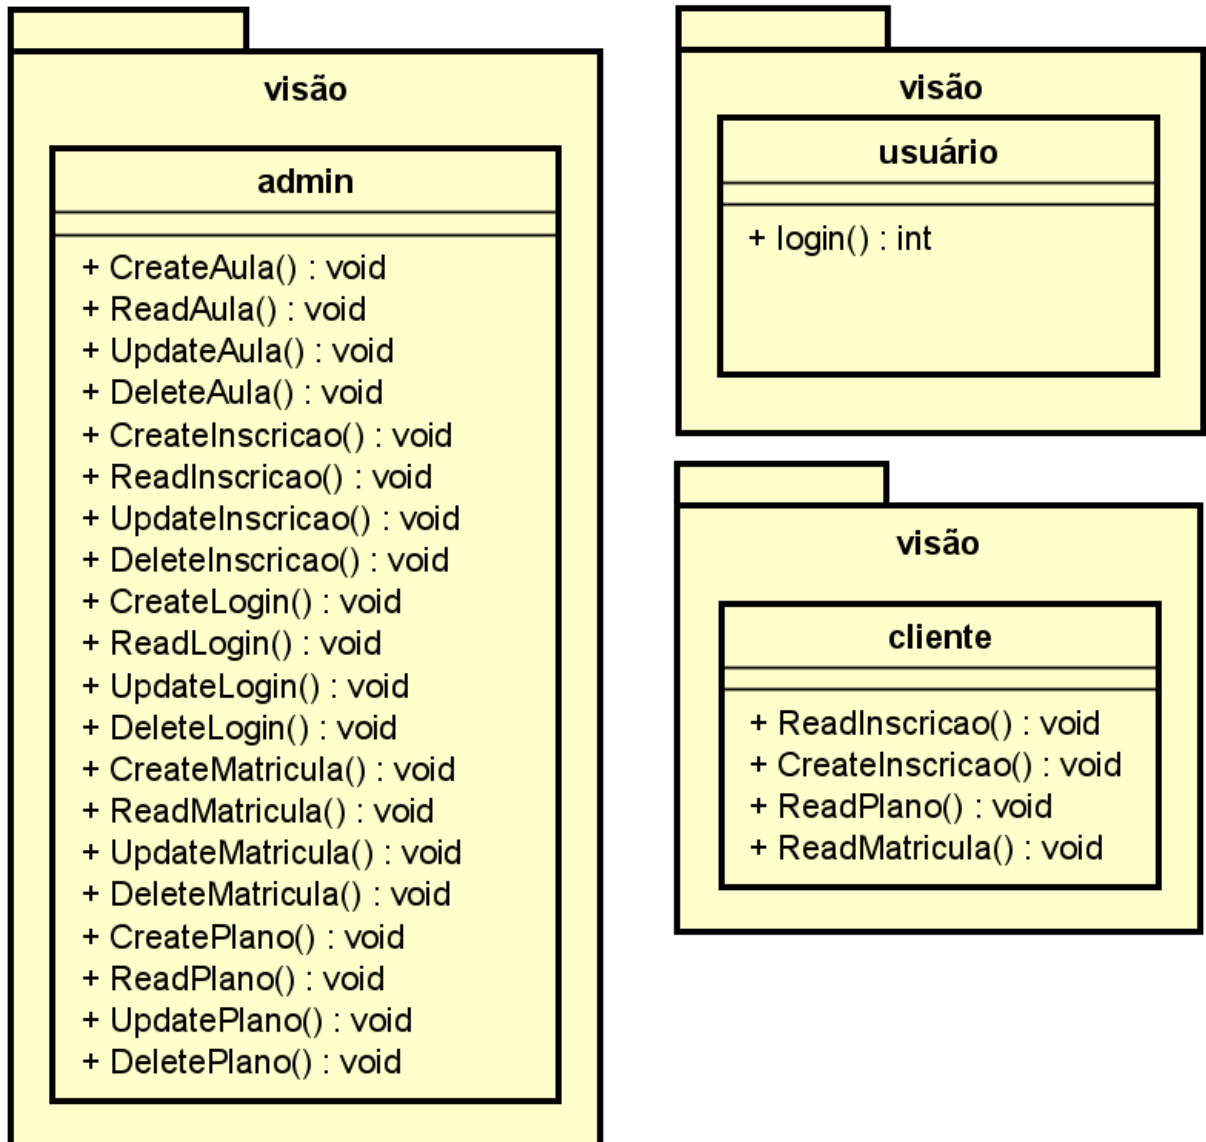 visão
admin
+ CreateAula() : void
+ ReadAula() : void
+ UpdateAula() : void
+ DeleteAula() : void
+ CreateInscricao() : void
+ ReadInscricao() : void
+ UpdateInscricao() : void
+ DeleteInscricao() : void
+ CreateLogin() : void
+ ReadLogin() : void
+ UpdateLogin() : void
+ DeleteLogin() : void
+ CreateMatricula() : void
+ ReadMatricula() : void
+ UpdateMatricula() : void
+ DeleteMatricula() : void
+ CreatePlano() : void
+ ReadPlano() : void
+ UpdatePlano() : void
+ DeletePlano() : void
visão
usuário
+ login() : int
visão
cliente
+ ReadInscricao() : void
+ CreateInscricao() : void
+ ReadPlano() : void
+ ReadMatricula() : void